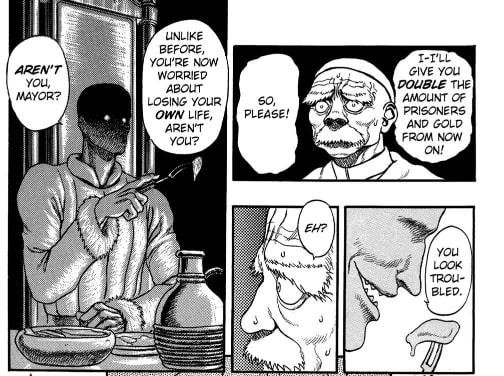 I-I'LL
GIVE YOU
DOUBLE THE
AMOUNT OF
PRISONERS
AND GOLD
FROM NOW
ON!
SO,
PLEASE!
YOU
LOOK
TROU-
BLED.
EH?
UNLIKE
BEFORE,
YOU'RE NOW
WORRIED
ABOUT
LOSING YOUR
OWN LIFE,
AREN'T
YOU?
AREN'T
YOU,
MAYOR?